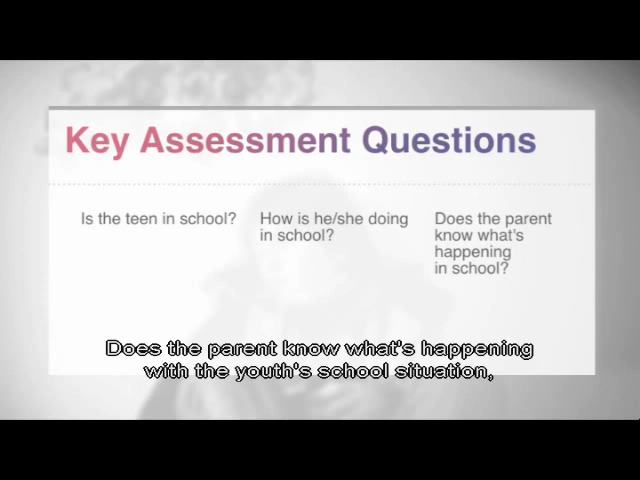 Key Assessment Questions
Is the teen in school?
How is he/she doing
in school?
Does the parent
know what's
happening
in school?
Does the parent know what's happening
with the youth's school situation,